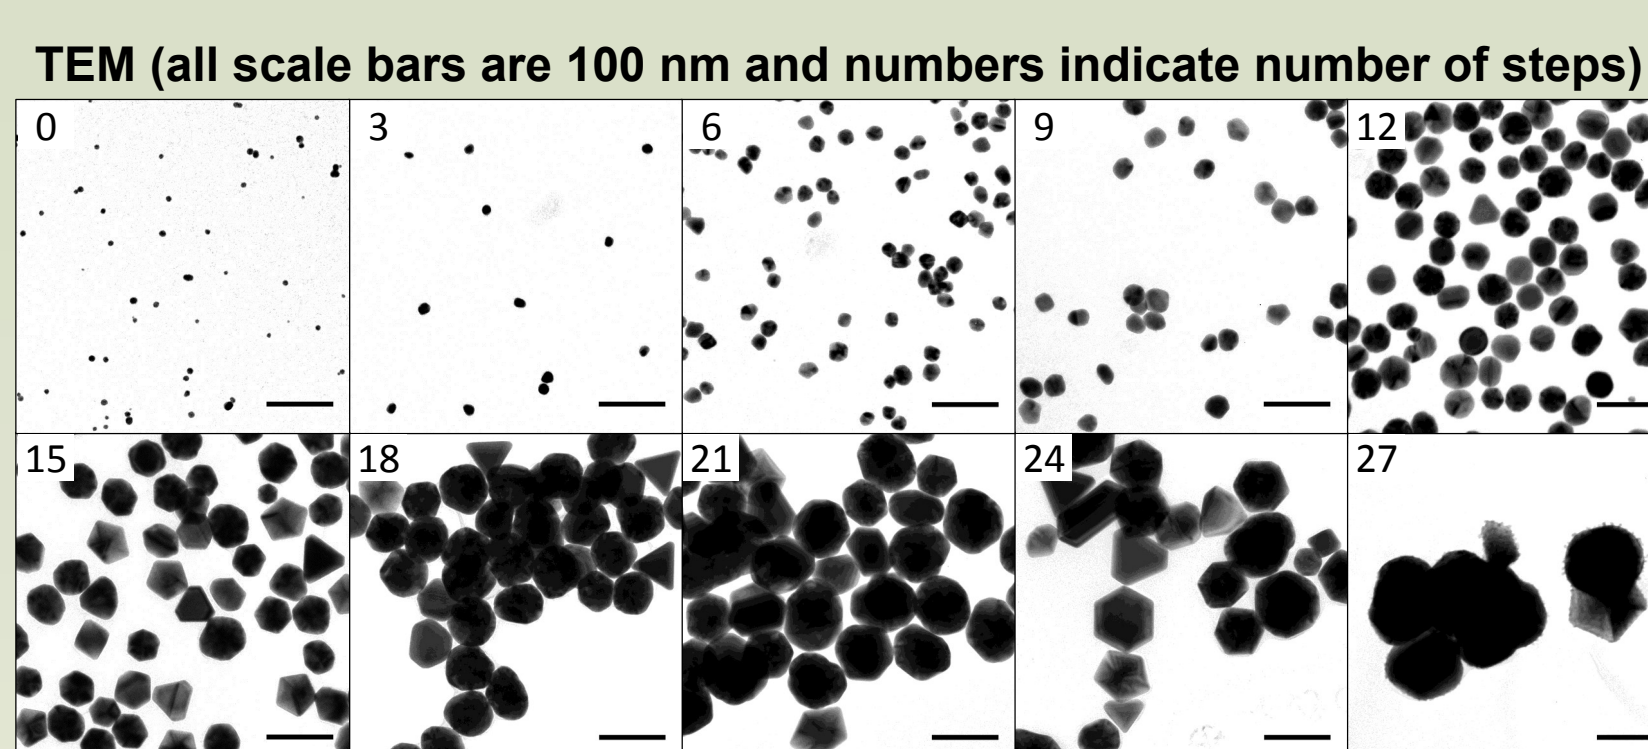 TEM (all scale bars are 100 nm and numbers indicate number of steps)
0 3 6 9 12
15 18 21 24 27